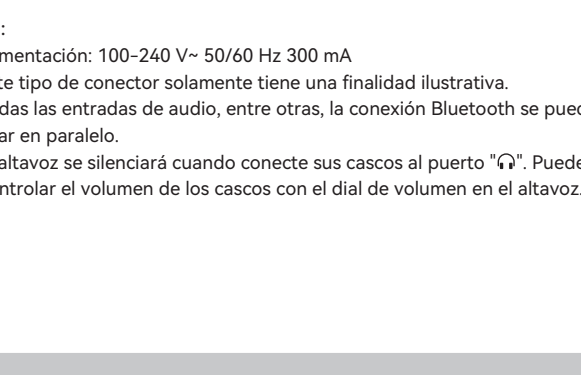 :
mentación: 100-240 V~ 50/60 Hz 300 mA
te tipo de conector solamente tiene una finalidad ilustrativa.
das las entradas de audio, entre otras, la conexión Bluetooth se pued
ar en paralelo.
altavoz se silenciará cuando conecte sus cascos al puerto "🎧". Puede
ntrolar el volumen de los cascos con el dial de volumen en el altavoz.